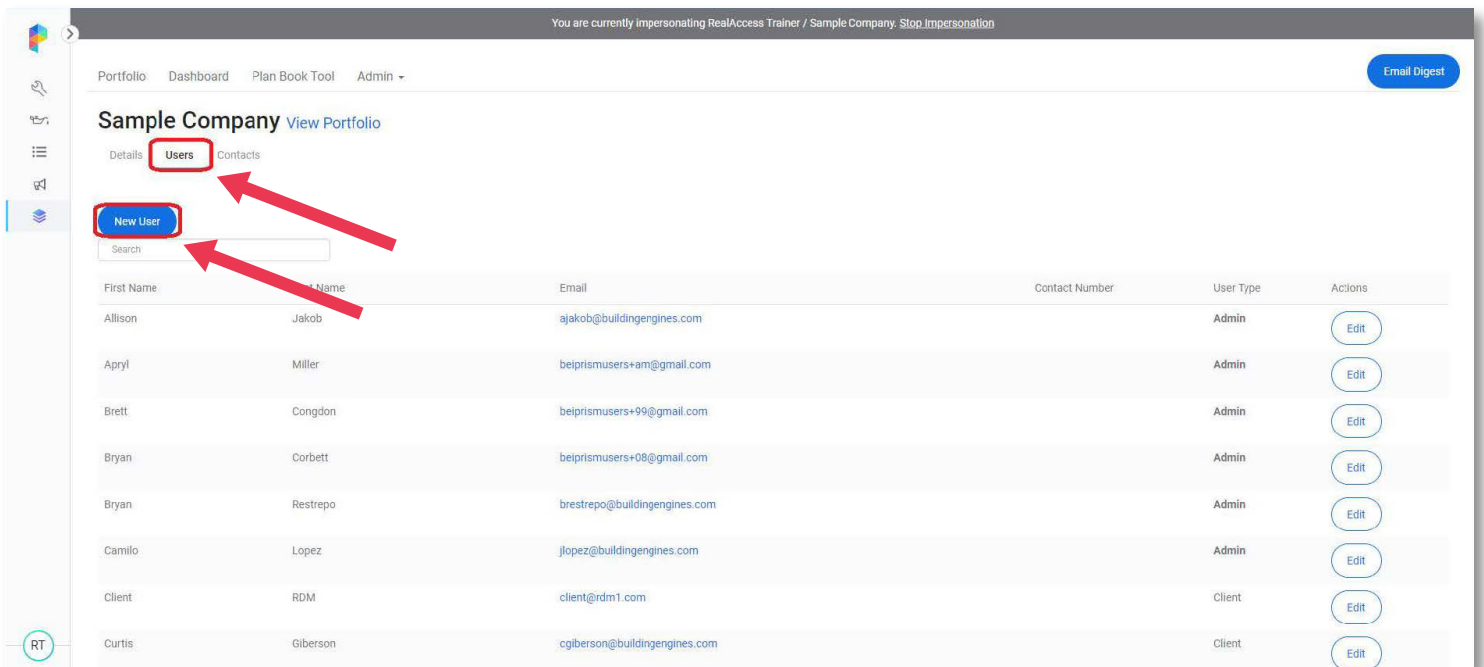 You are currently impersonating RealAccess Trainer / Sample Company. Stop Impersonation
Portfolio Dashboard Plan Book Tool Admin
Email Digest
Sample Company View Portfolio
Details Users Contacts
New User
Search
First Name Name Email Contact Number User Type Actions
Allison Jakob ajakob@buildingengines.com Admin Edit
Apryl Miller beiprismusers+am@gmail.com Admin Edit
Brett Congdon beiprismusers+99@gmail.com Admin Edit
Bryan Corbett beiprismusers+08@gmail.com Admin Edit
Bryan Restrepo brestrepo@buildingengines.com Admin Edit
Camilo Lopez jlopez@buildingengines.com Admin Edit
Client RDM client@rdm1.com Client Edit
RT Curtis Giberson cgiberson@buildingengines.com Client Edit